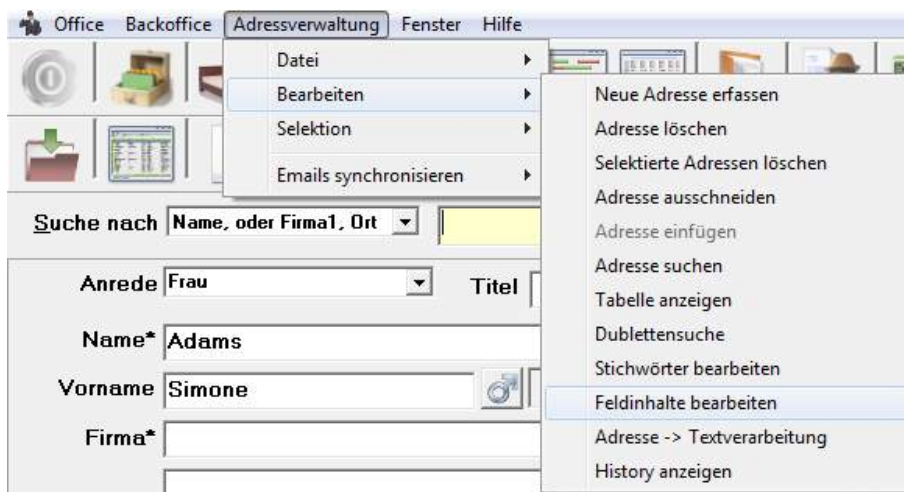 Office Backoffice Adressverwaltung Fenster Hilfe
Datei
Bearbeiten
Selektion
Emails synchronisieren
Neue Adresse erfassen
Adresse löschen
Selektierte Adressen löschen
Adresse ausschneiden
Adresse einfügen
Adresse suchen
Tabelle anzeigen
Dublettensuche
Stichwörter bearbeiten
Feldinhalte bearbeiten
Adresse -> Textverarbeitung
History anzeigen
Suche nach Name, oder Firma1, Ort
Anrede Frau Titel
Name* Adams
Vorname Simone
Firma*